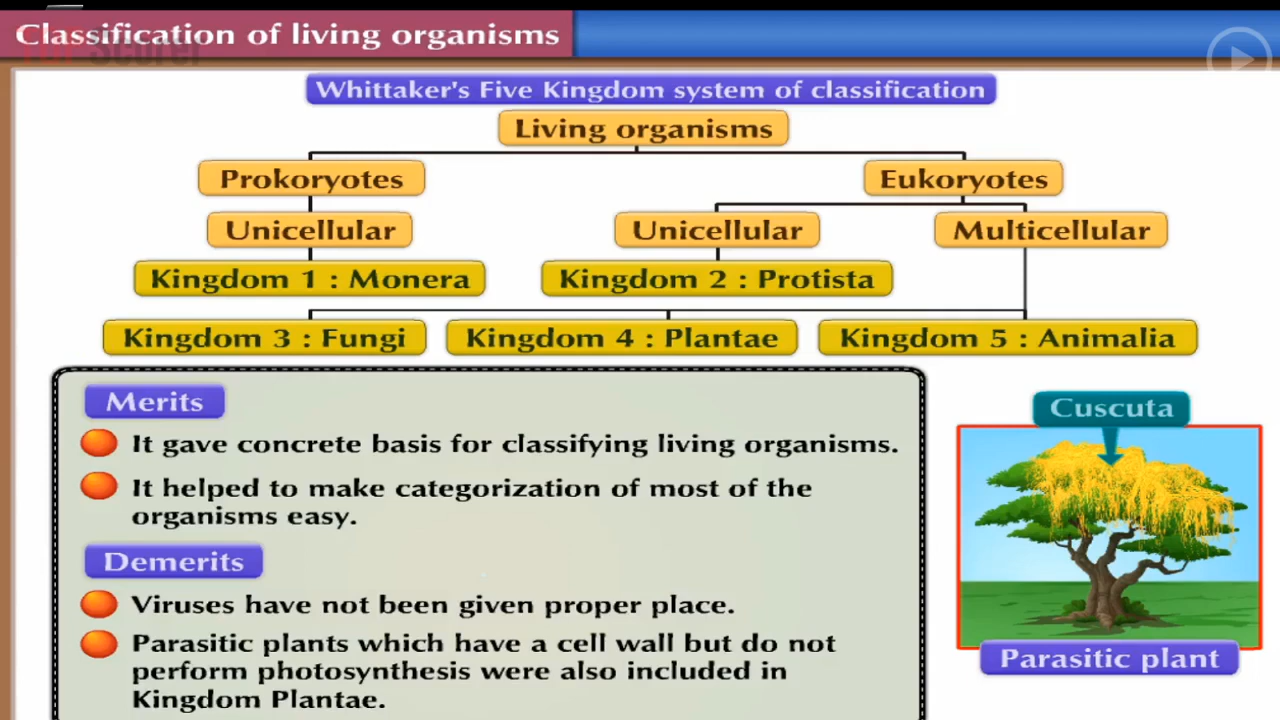 Classification of living organisms
Scorer
Whittaker's Five Kingdom system of classification
Living organisms
Prokoryotes
Eukoryotes
Unicellular
Unicellular
Multicellular
Kingdom 1 : Monera
Kingdom 2 : Protista
Kingdom 3 : Fungi
Kingdom 4 : Plantae
Kingdom 5 : Animalia
Merits
It gave concrete basis for classifying living organisms.
It helped to make categorization of most of the
organisms easy.
Demerits
Viruses have not been given proper place.
Parasitic plants which have a cell wall but do not
perform photosynthesis were also included in
Kingdom Plantae.
Cuscuta
Parasitic plant